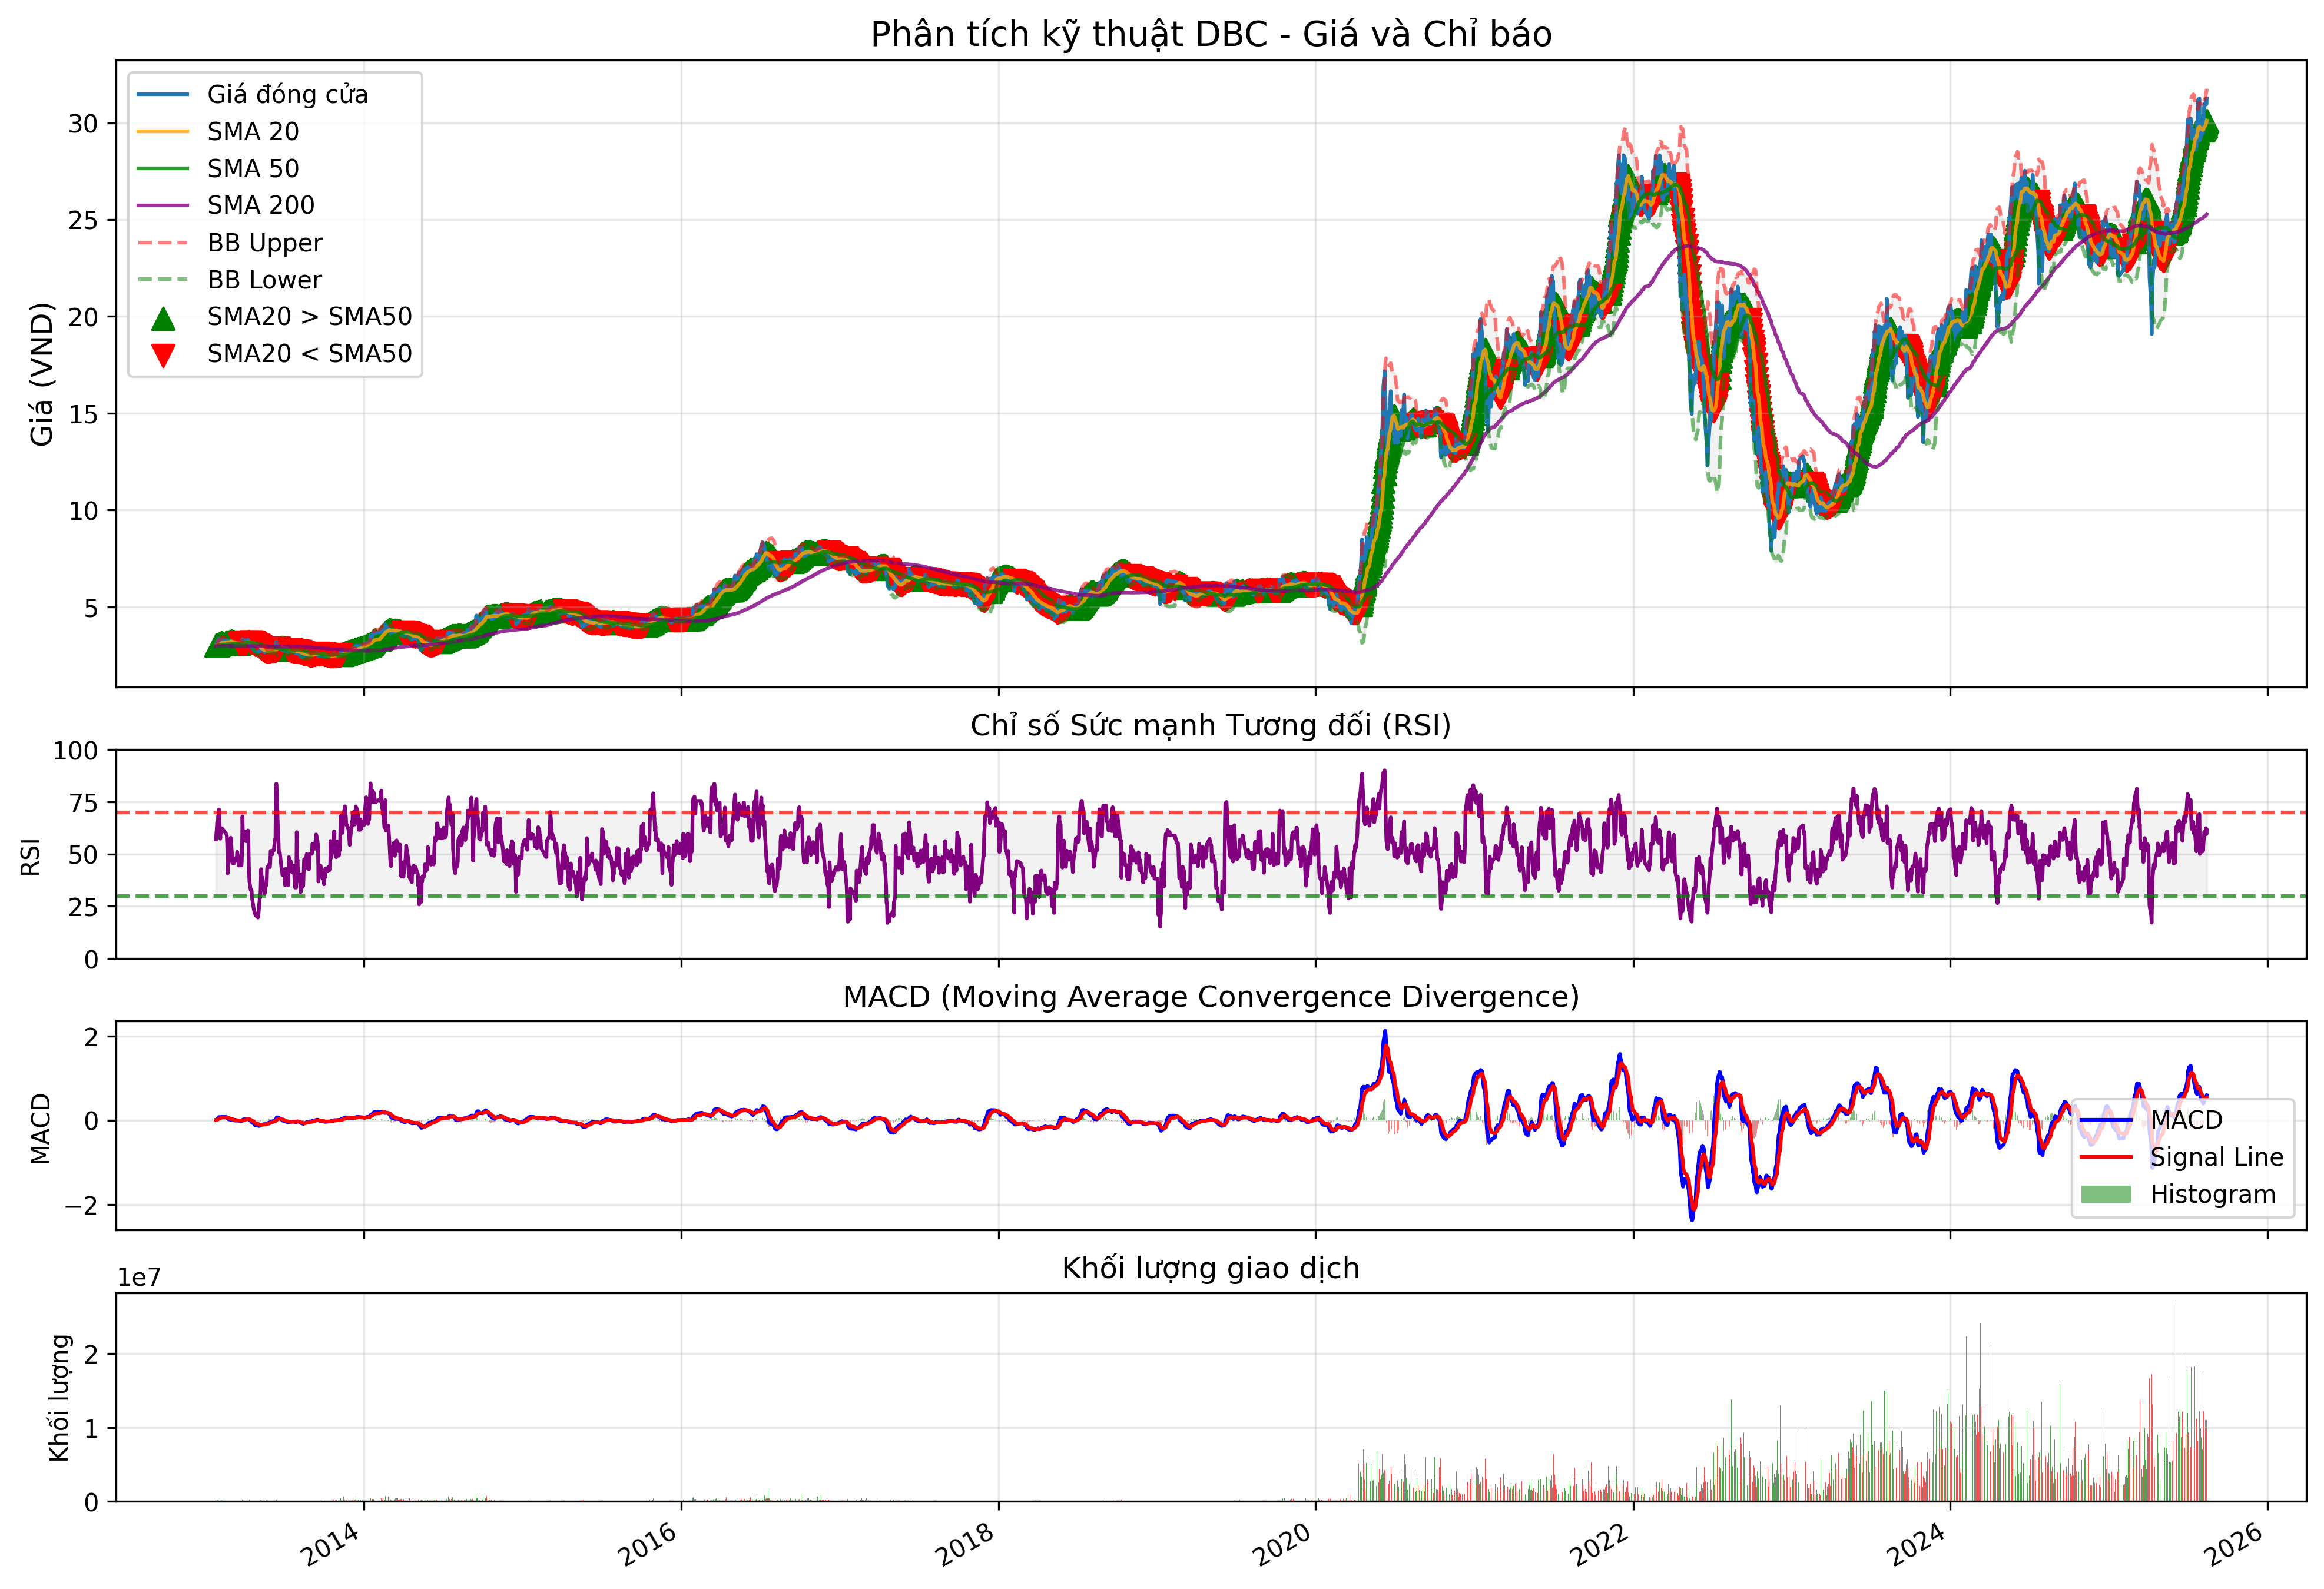 Phân tích kỹ thuật DBC - Giá và Chỉ báo
Giá đóng cửa
SMA 20
SMA 50
SMA 200
BB Upper
BB Lower
SMA20 > SMA50
SMA20 < SMA50
Giá (VND)
30
25
20
15
10
5
Chỉ số Sức mạnh Tương đối (RSI)
RSI
100
75
50
25
0
MACD (Moving Average Convergence Divergence)
MACD
2
0
−2
MACD
Signal Line
Histogram
Khối lượng giao dịch
1e7
Khối lượng
2
1
0
2014
2016
2018
2020
2022
2024
2026